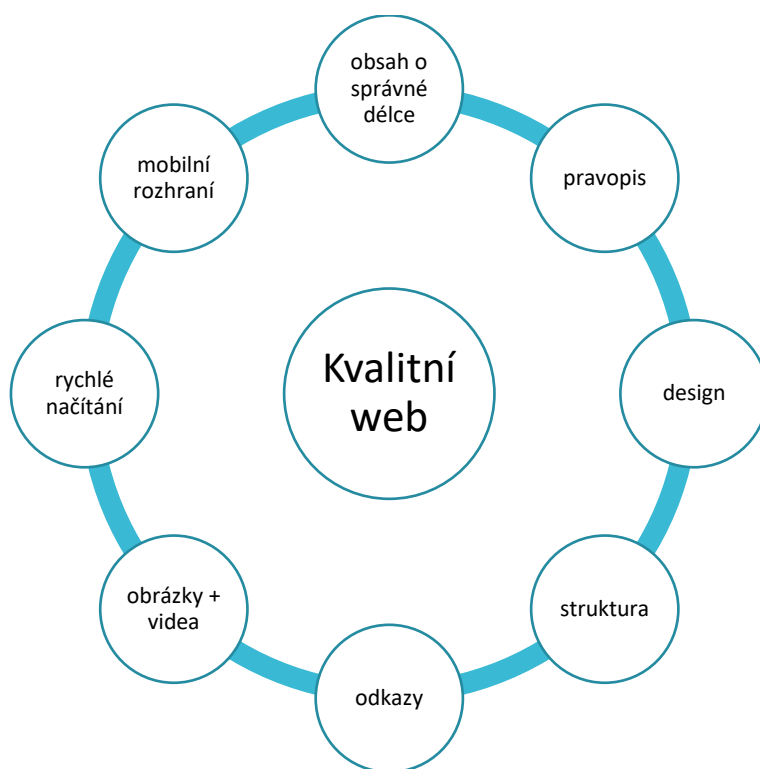 obsah o
správné
délce
pravopis
design
struktura
odkazy
obrázky +
videa
rychlé
načítání
mobilní
rozhraní
Kvalitní
web